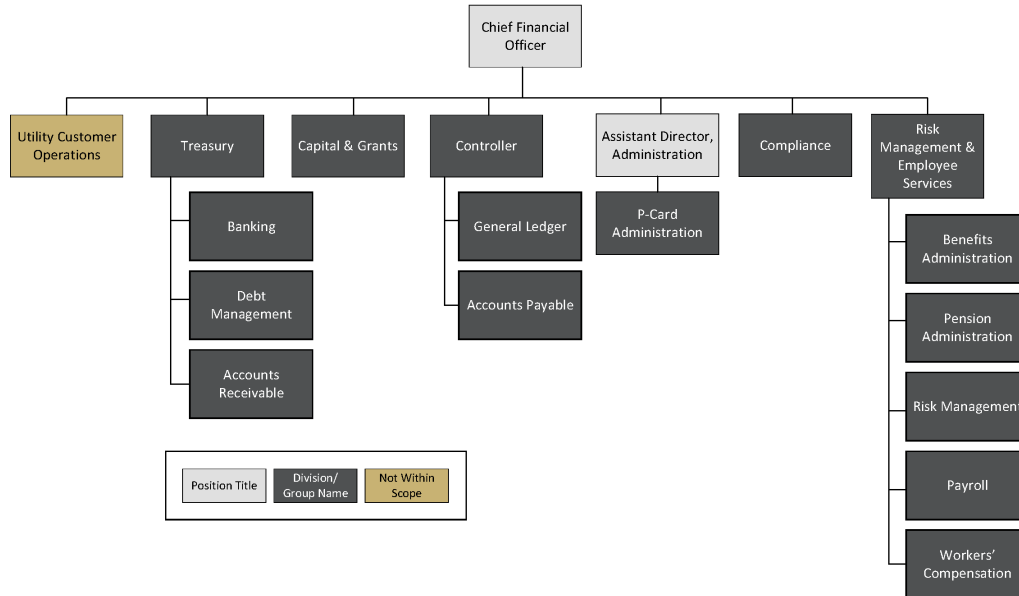 Chief Financial
Officer
Utility Customer
Operations
Treasury
Capital & Grants
Controller
Assistant Director,
Administration
Compliance
Risk
Management &
Employee
Services
Banking
Debt
Management
Accounts
Receivable
General Ledger
Accounts Payable
P-Card
Administration
Benefits
Administration
Pension
Administration
Risk Management
Payroll
Workers’
Compensation
Position Title
Division/
Group Name
Not Within
Scope